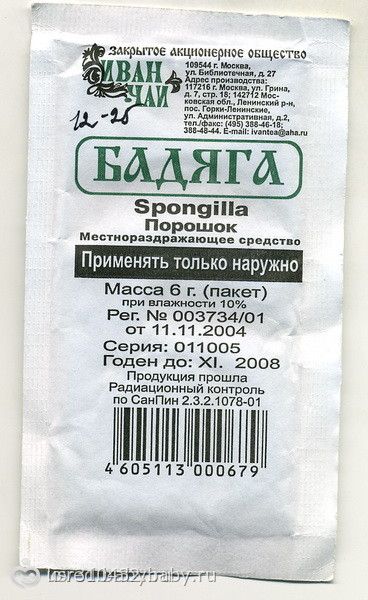 Закрытое акционерное общество
ИВАН ЧАЙ
109544 г. Москва,
ул. Библиотечная, д. 27
Адрес производства:
117216 г. Москва, ул. Грина,
д. 7, стр. 18; 142712 Мос-
ковская обл., Ленинский р-н,
пос. Горки-Ленинские,
ул. Административная, д.2,
тел./факс: (495) 388-46-18;
388-48-44. E-mail: ivantea@aha.ru
12-25
БАДЯГА
Spongilla
Порошок
Местнораздражающее средство
Применять только наружно
Масса 6 г. (пакет)
при влажности 10%
Рег. № 003734/01
от 11.11.2004
Серия: 011005
Годен до: XI. 2008
Продукция прошла
Радиационный контроль
по СанПин 2.3.2.1078-01
4 605113 000679